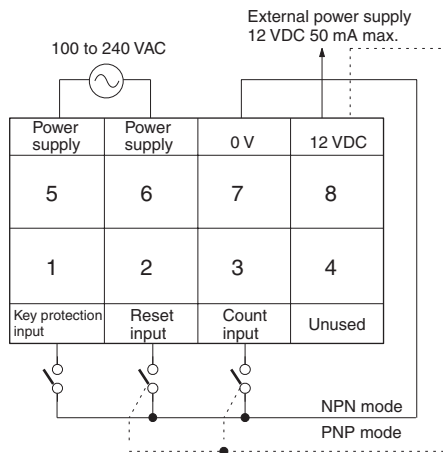 External power supply
12 VDC 50 mA max.
100 to 240 VAC
Power supply
Power supply
0 V
12 VDC
5
6
7
8
1
2
3
4
Key protection input
Reset input
Count input
Unused
NPN mode
PNP mode